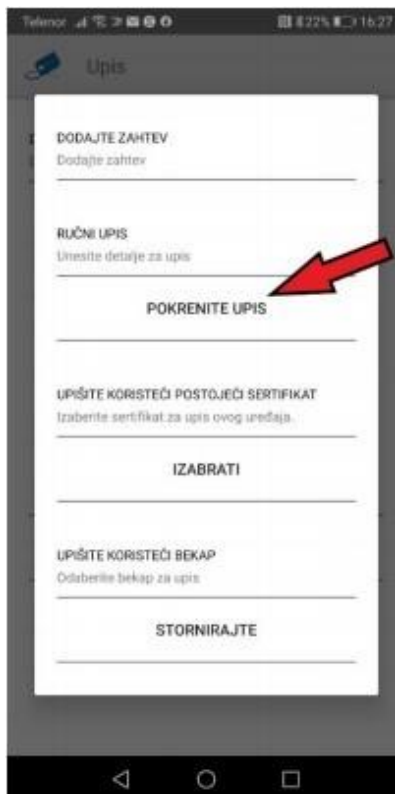 Telenor 22% 16:27
Upis
DODAJTE ZAHTEV
Dodajte zahtev
RUČNI UPIS
Unesite detalje za upis
POKRENITE UPIS
UPIŠITE KORISTEĆI POSTOJEĆI SERTIFIKAT
Izaberite sertifikat za upis ovog uređaja.
IZABRATI
UPIŠITE KORISTEĆI BEKAP
Odaberite bekap za upis
STORNIRAJTE